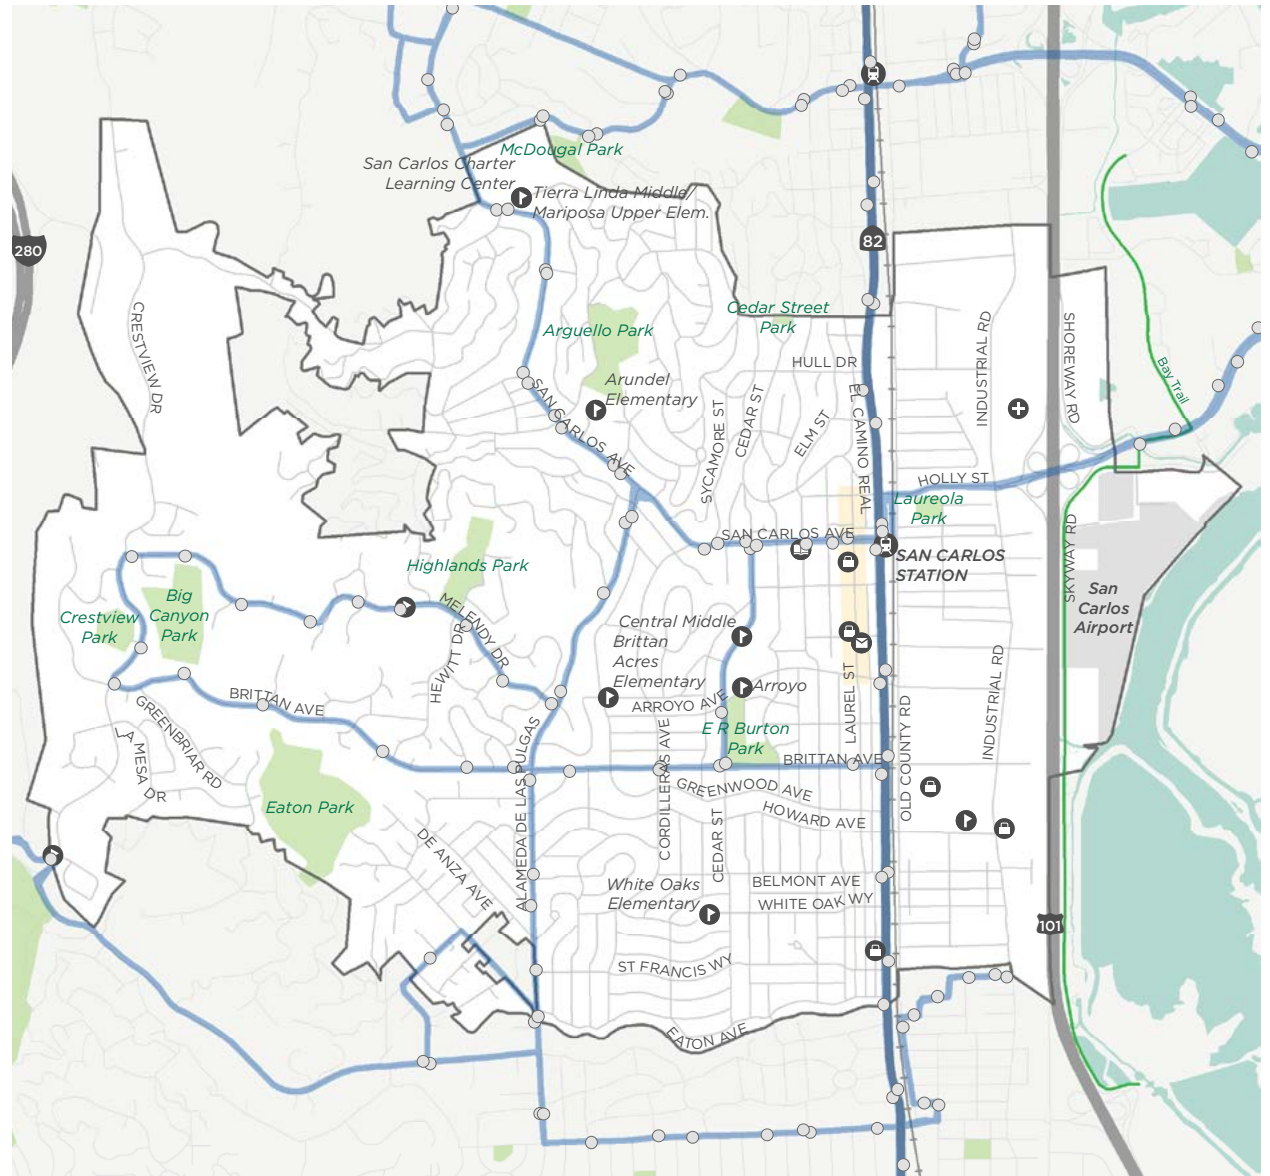 McDougal Park
San Carlos Charter
Learning Center
Tierra Linda Middle/
Mariposa Upper Elem.
280
82
CRESTVIEW DR
Arguello Park
Cedar Street
Park
HULL DR
INDUSTRIAL RD
SHOREWAY RD
Bay Trail
Arundel
Elementary
SAN CARLOS AVE
SYCAMORE ST
CEDAR ST
ELM ST
EL CAMINO REAL
HOLLY ST
Laureola
Park
SAN CARLOS AVE
SAN CARLOS
STATION
SKYWAY RD
San
Carlos
Airport
Highlands Park
Big
Canyon
Park
Crestview
Park
MELENDY DR
HEWITT DR
Central Middle
Brittan
Acres
Elementary
Arroyo
ARROYO AVE
LAUREL ST
BRITTAN AVE
GREENBRIAR RD
LA MESA DR
E R Burton
Park
BRITTAN AVE
OLD COUNTY RD
INDUSTRIAL RD
ALAMEDA DE LAS PULGAS
CORDILLERAS AVE
GREENWOOD AVE
HOWARD AVE
Eaton Park
CEDAR ST
DE ANZA AVE
White Oaks
Elementary
BELMONT AVE
WHITE OAK WY
101
ST FRANCIS WY
EATON AVE